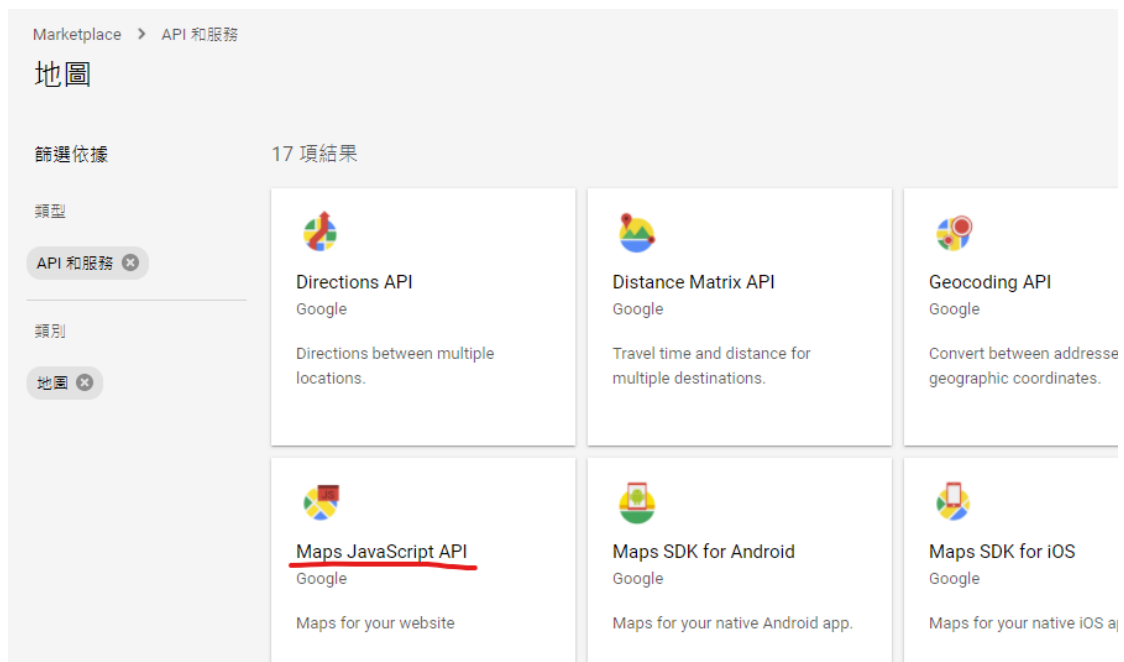 Marketplace > API 和服務
地圖
篩選依據
17 項結果
類型
API 和服務
類別
地圖
Directions API
Google
Directions between multiple
locations.
Distance Matrix API
Google
Travel time and distance for
multiple destinations.
Geocoding API
Google
Convert between addresse
geographic coordinates.
JS
Maps JavaScript API
Google
Maps for your website
Maps SDK for Android
Google
Maps for your native Android app.
Maps SDK for iOS
Google
Maps for your native iOS a